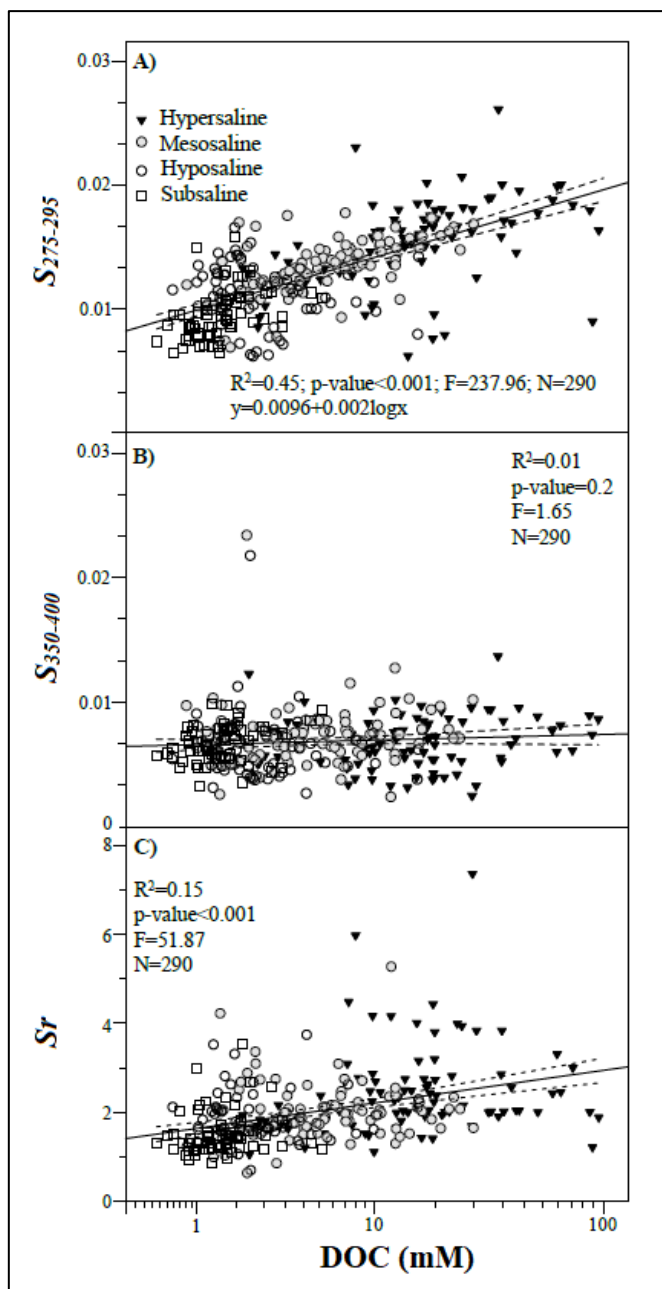 A)
0.03
0.02
0.01
S275-295
Hypersaline
Mesosaline
Hyposaline
Subsaline
R²=0.45; p-value<0.001; F=237.96; N=290
y=0.0096+0.002logx
B)
0.03
0.02
0.01
0
S350-400
R²=0.01
p-value=0.2
F=1.65
N=290
C)
8
6
4
2
0
Sr
R²=0.15
p-value<0.001
F=51.87
N=290
1
10
100
DOC (mM)